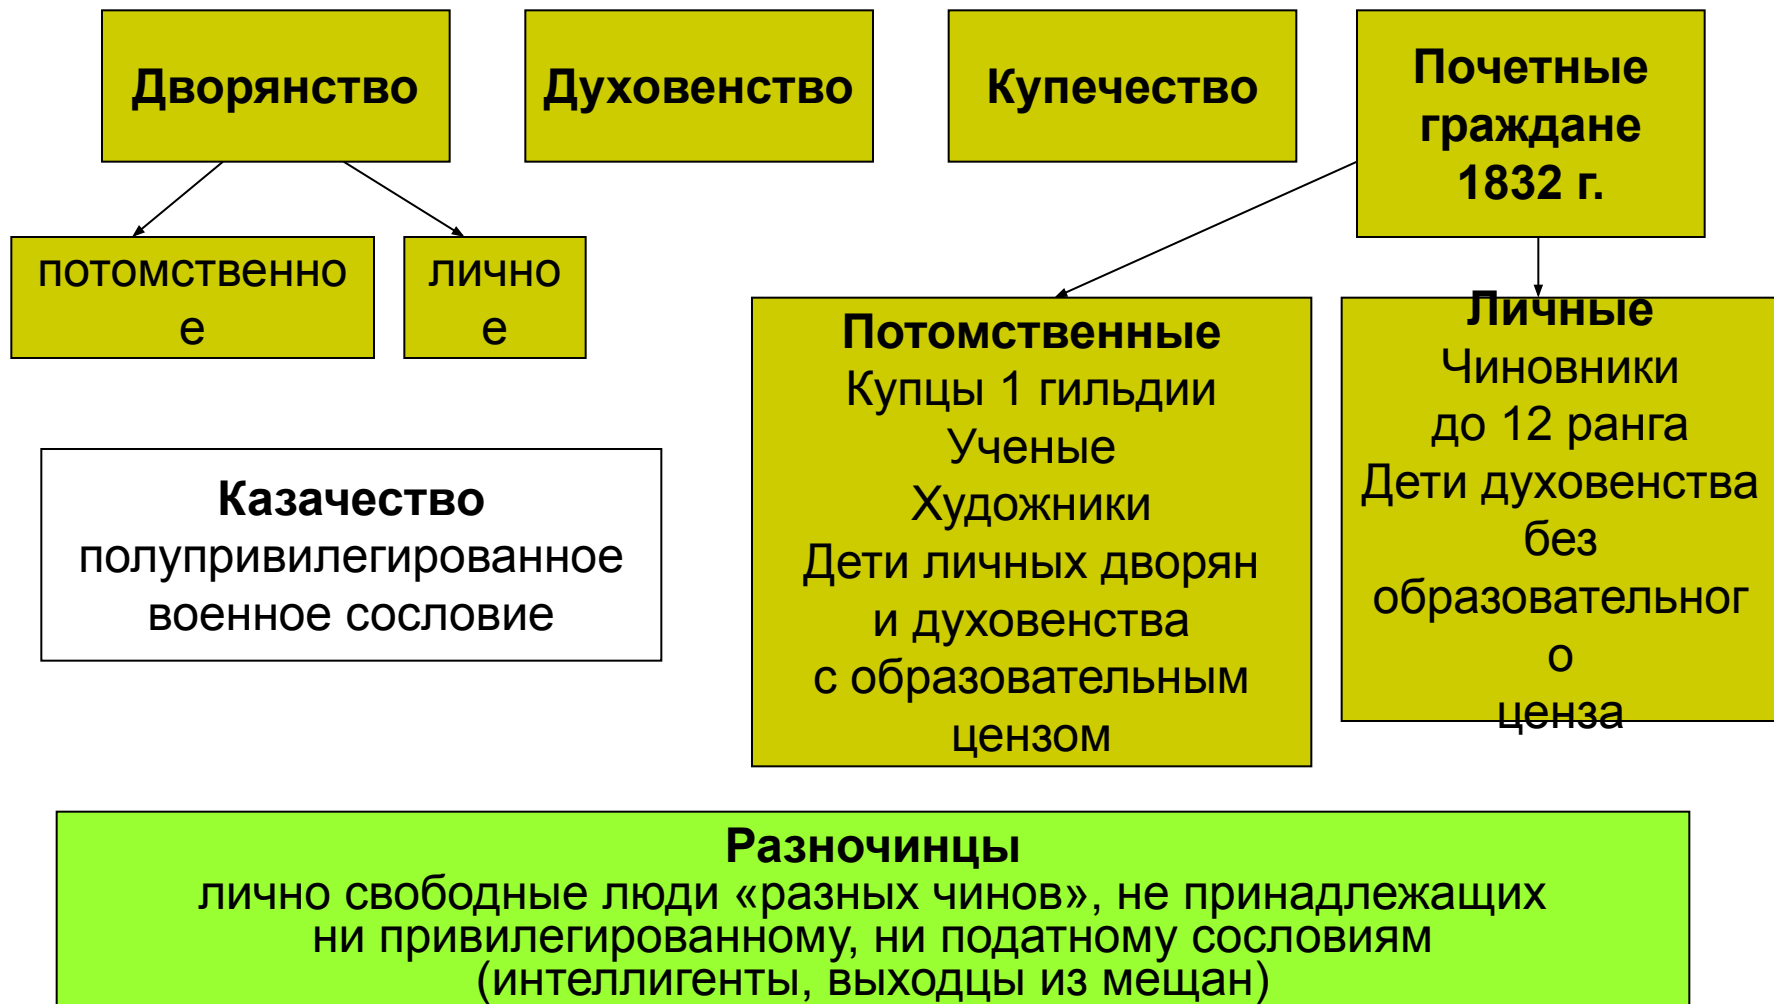 Дворянство
Духовенство
Купечество
Почетные
граждане
1832 г.
потомственно
е
лично
е
Потомственные
Купцы 1 гильдии
Ученые
Художники
Дети личных дворян
и духовенства
с образовательным
цензом
Личные
Чиновники
до 12 ранга
Дети духовенства
без
образовательног
о
ценза
Казачество
полупривилегированное
военное сословие
Разночинцы
лично свободные люди «разных чинов», не принадлежащих
ни привилегированному, ни податному сословиям
(интеллигенты, выходцы из мещан)